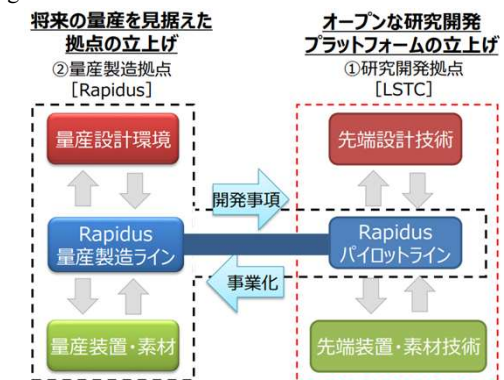 将来の量産を見据えた
拠点の立上げ
②量産製造拠点
[Rapidus]
オープンな研究開発
プラットフォームの立上げ
①研究開発拠点
[LSTC]
量産設計環境
先端設計技術
開発事項
Rapidus
量産製造ライン
Rapidus
パイロットライン
事業化
量産装置・素材
先端装置・素材技術